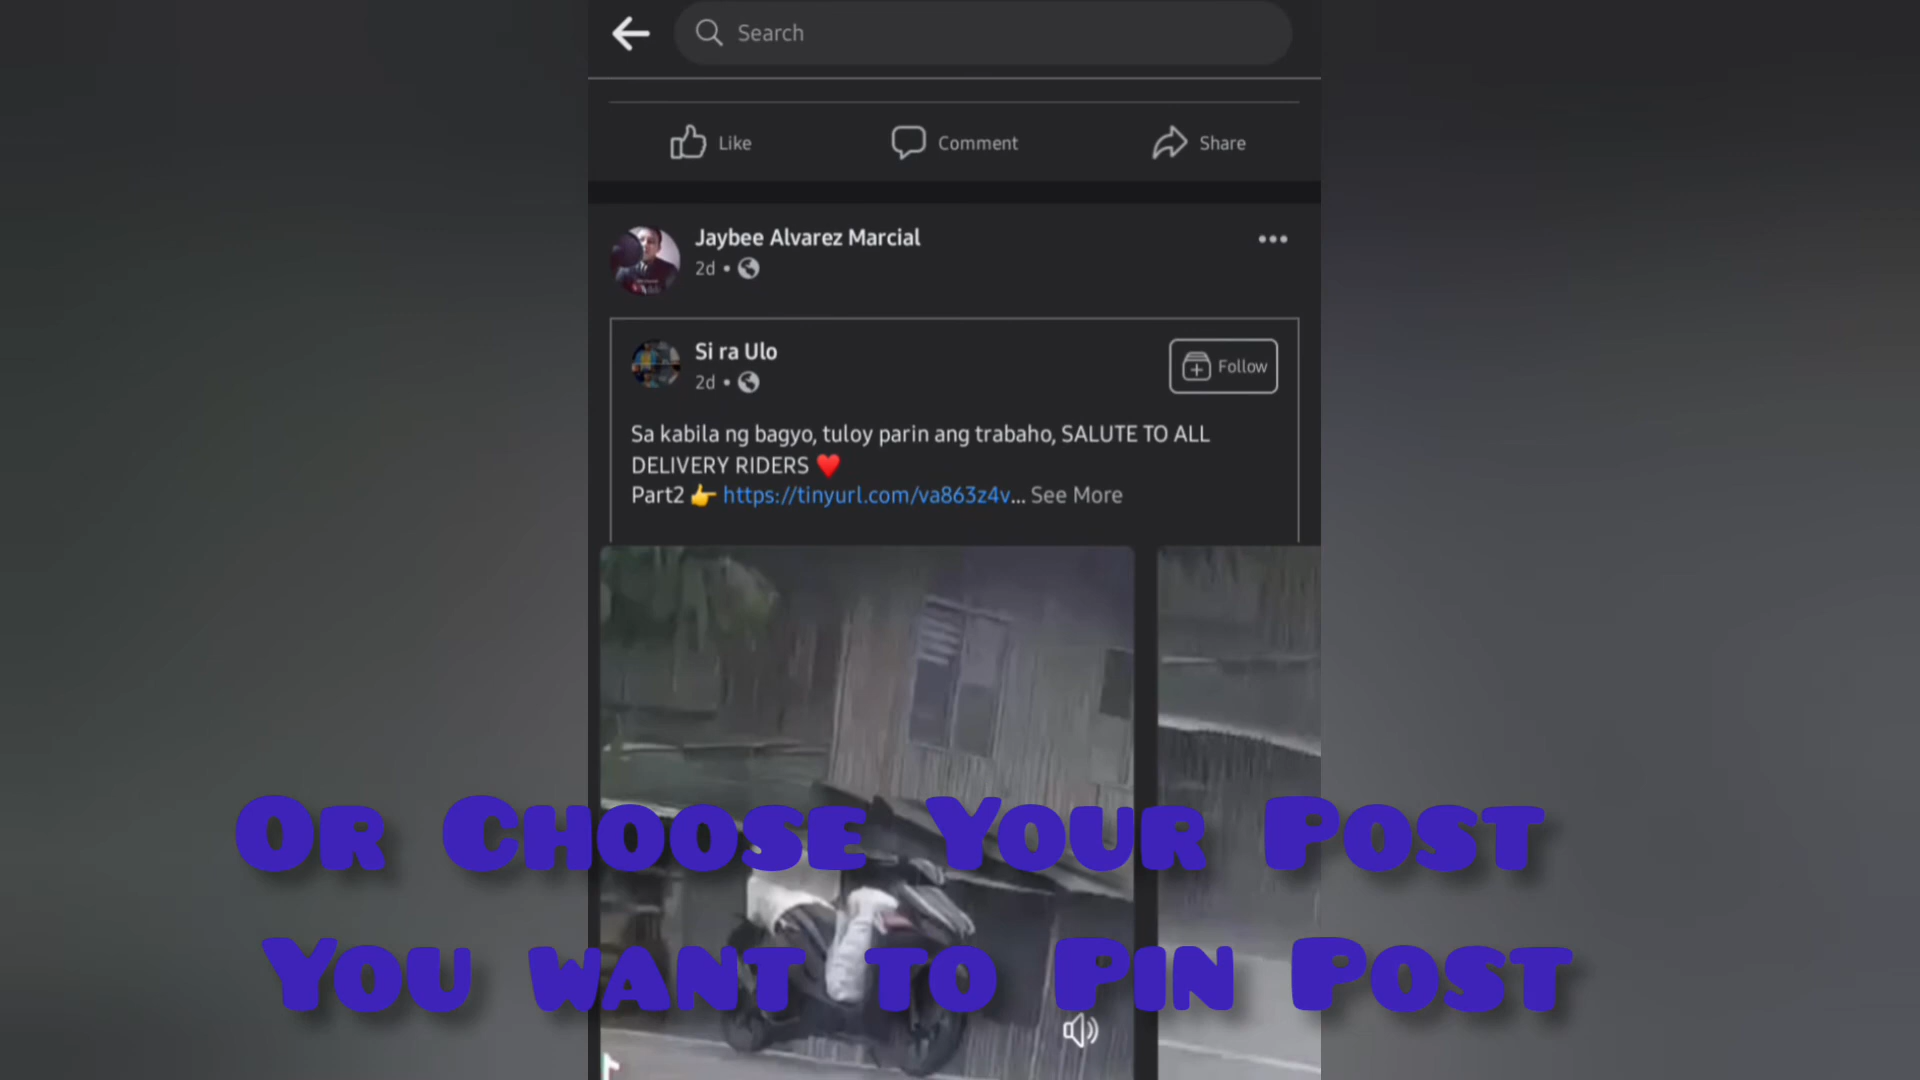 Search
Like
Comment
Share
Jaybee Alvarez Marcial
2d •
Si ra Ulo
2d •
Follow
Sa kabila ng bagyo, tuloy parin ang trabaho, SALUTE TO ALL
DELIVERY RIDERS ❤️
Part2 👉 https://tinyurl.com/va863z4v... See More
Or Choose Your Post
You want to Pin Post